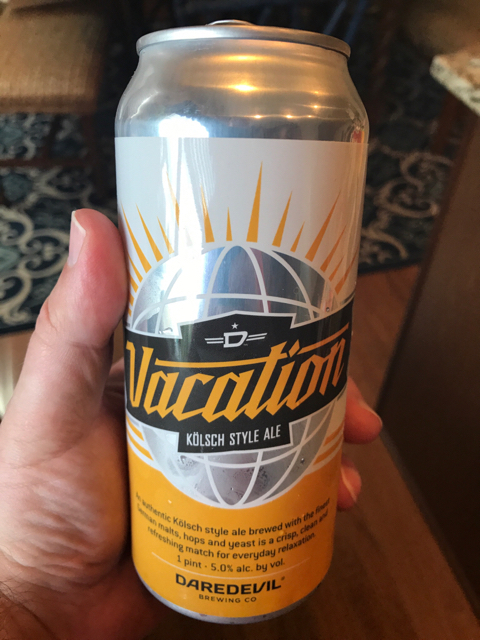 D
Vacation
KÖLSCH STYLE ALE
An authentic Kölsch style ale brewed with the finest
German malts, hops and yeast is a crisp, clean and
refreshing match for everyday relaxation.
1 pint · 5.0% alc. by vol.
DAREDEVIL
BREWING CO